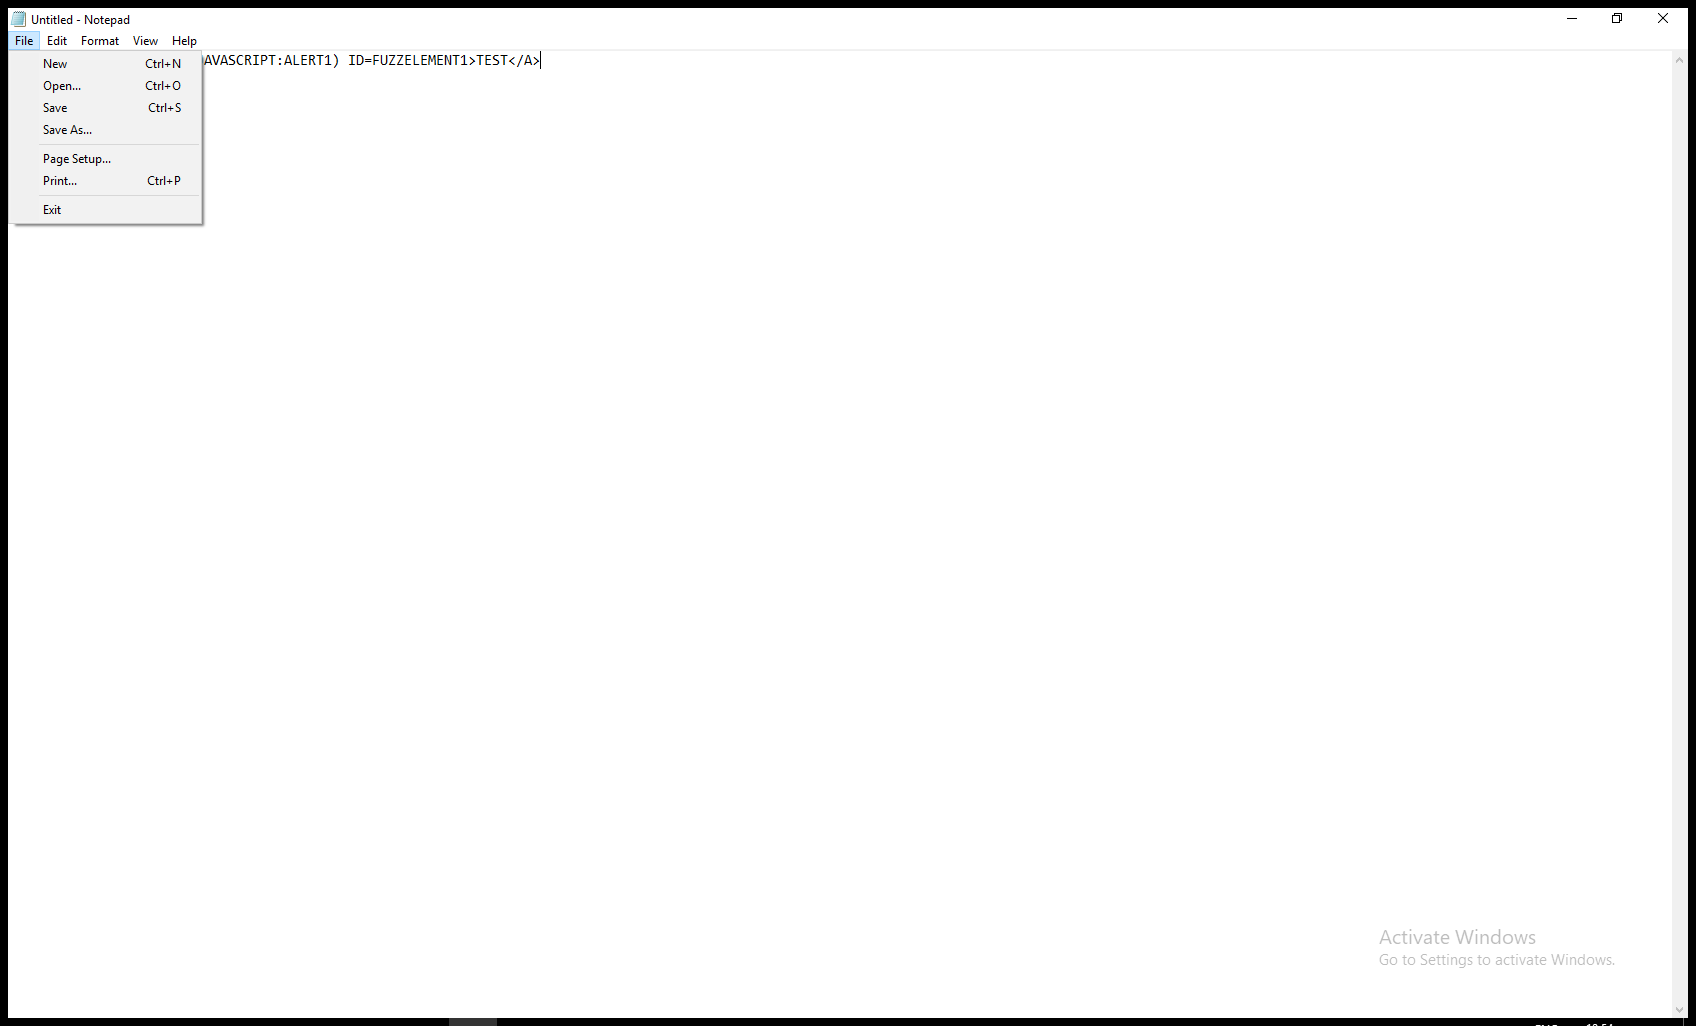 Untitled - Notepad
File Edit Format View Help
AVASCRIPT:ALERT1) ID=FUZZELEMENT1>TEST</A>
New Ctrl+N
Open... Ctrl+O
Save Ctrl+S
Save As...
Page Setup...
Print... Ctrl+P
Exit
Activate Windows
Go to Settings to activate Windows.